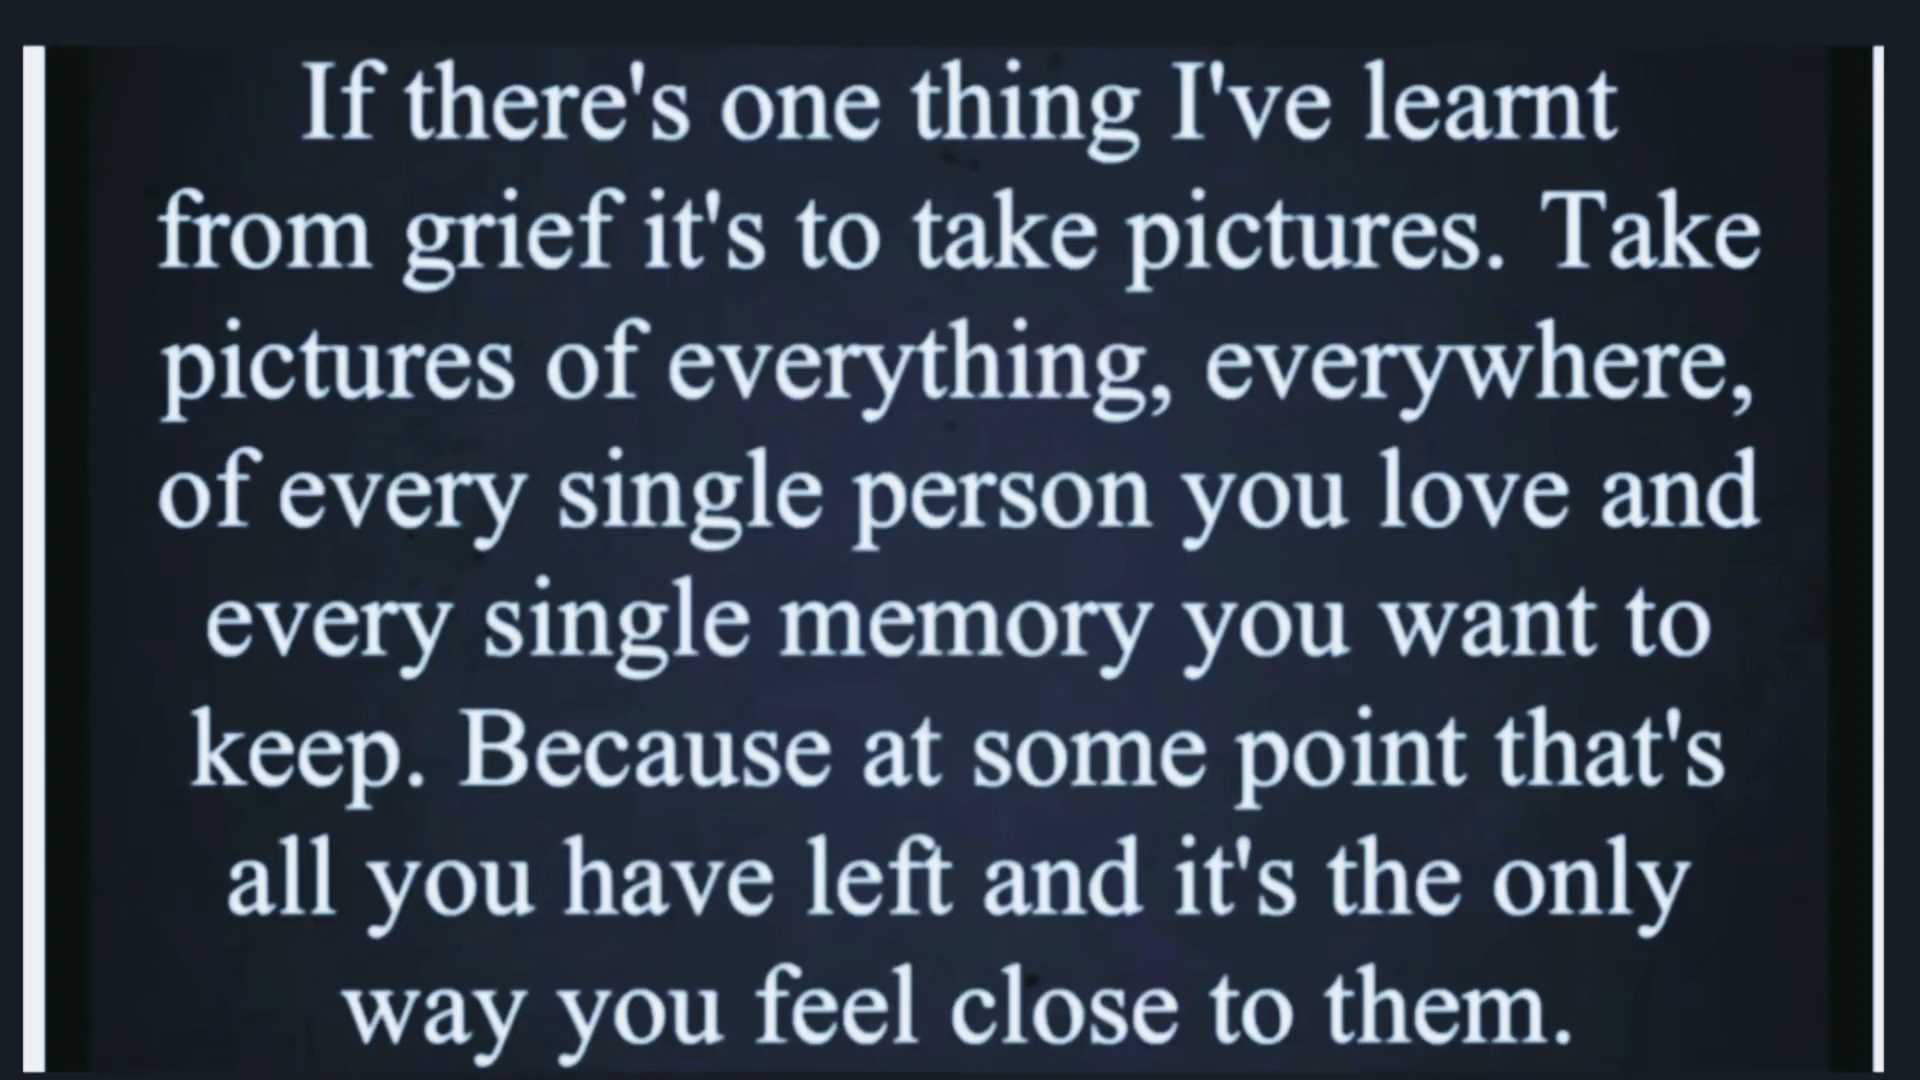 If there's one thing I've learnt
from grief it's to take pictures. Take
pictures of everything, everywhere,
of every single person you love and
every single memory you want to
keep. Because at some point that's
all you have left and it's the only
way you feel close to them.